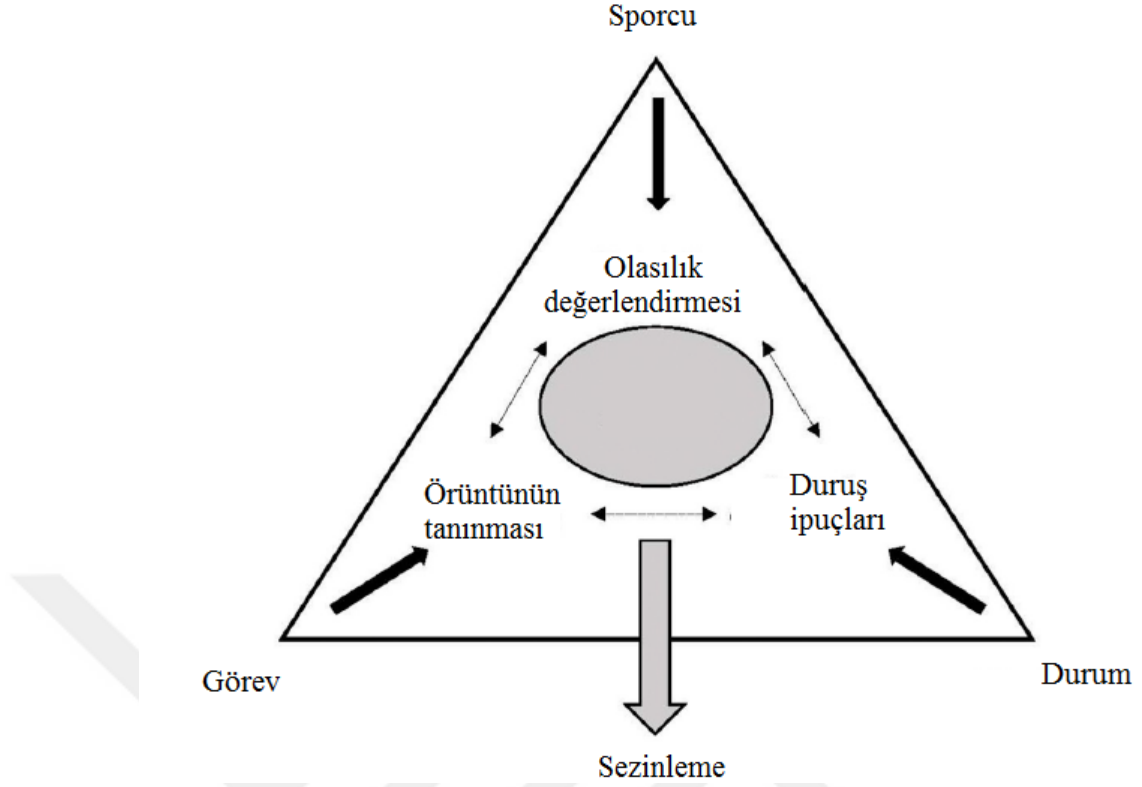 Sporcu
Olasılık
değerlendirmesi
Örüntünün
tanınması
Duruş
ipuçları
Görev
Durum
Sezinleme